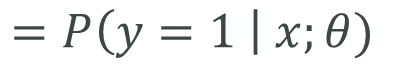 = P(y = 1 | x; θ)